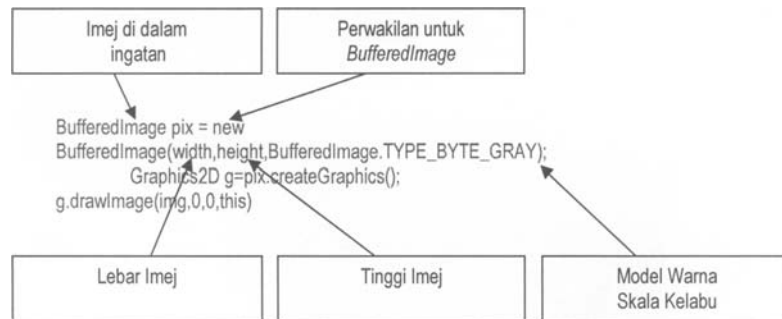 Imej di dalam
ingatan
Perwakilan untuk
BufferedImage
BufferedImage pix = new
BufferedImage(width,height,BufferedImage.TYPE_BYTE_GRAY);
Graphics2D g=pix.createGraphics();
g.drawImage(img,0,0,this)
Lebar Imej
Tinggi Imej
Model Warna
Skala Kelabu